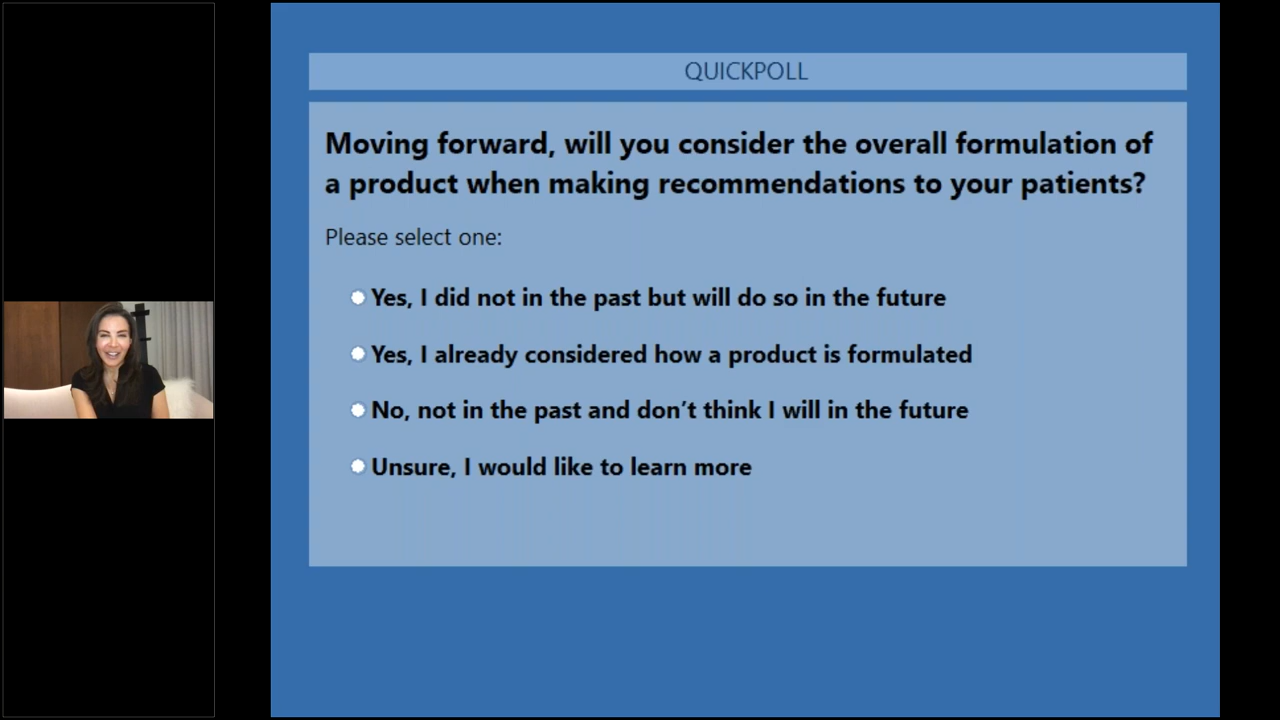 QUICKPOLL
Moving forward, will you consider the overall formulation of
a product when making recommendations to your patients?
Please select one:
Yes, I did not in the past but will do so in the future
Yes, I already considered how a product is formulated
No, not in the past and don’t think I will in the future
Unsure, I would like to learn more